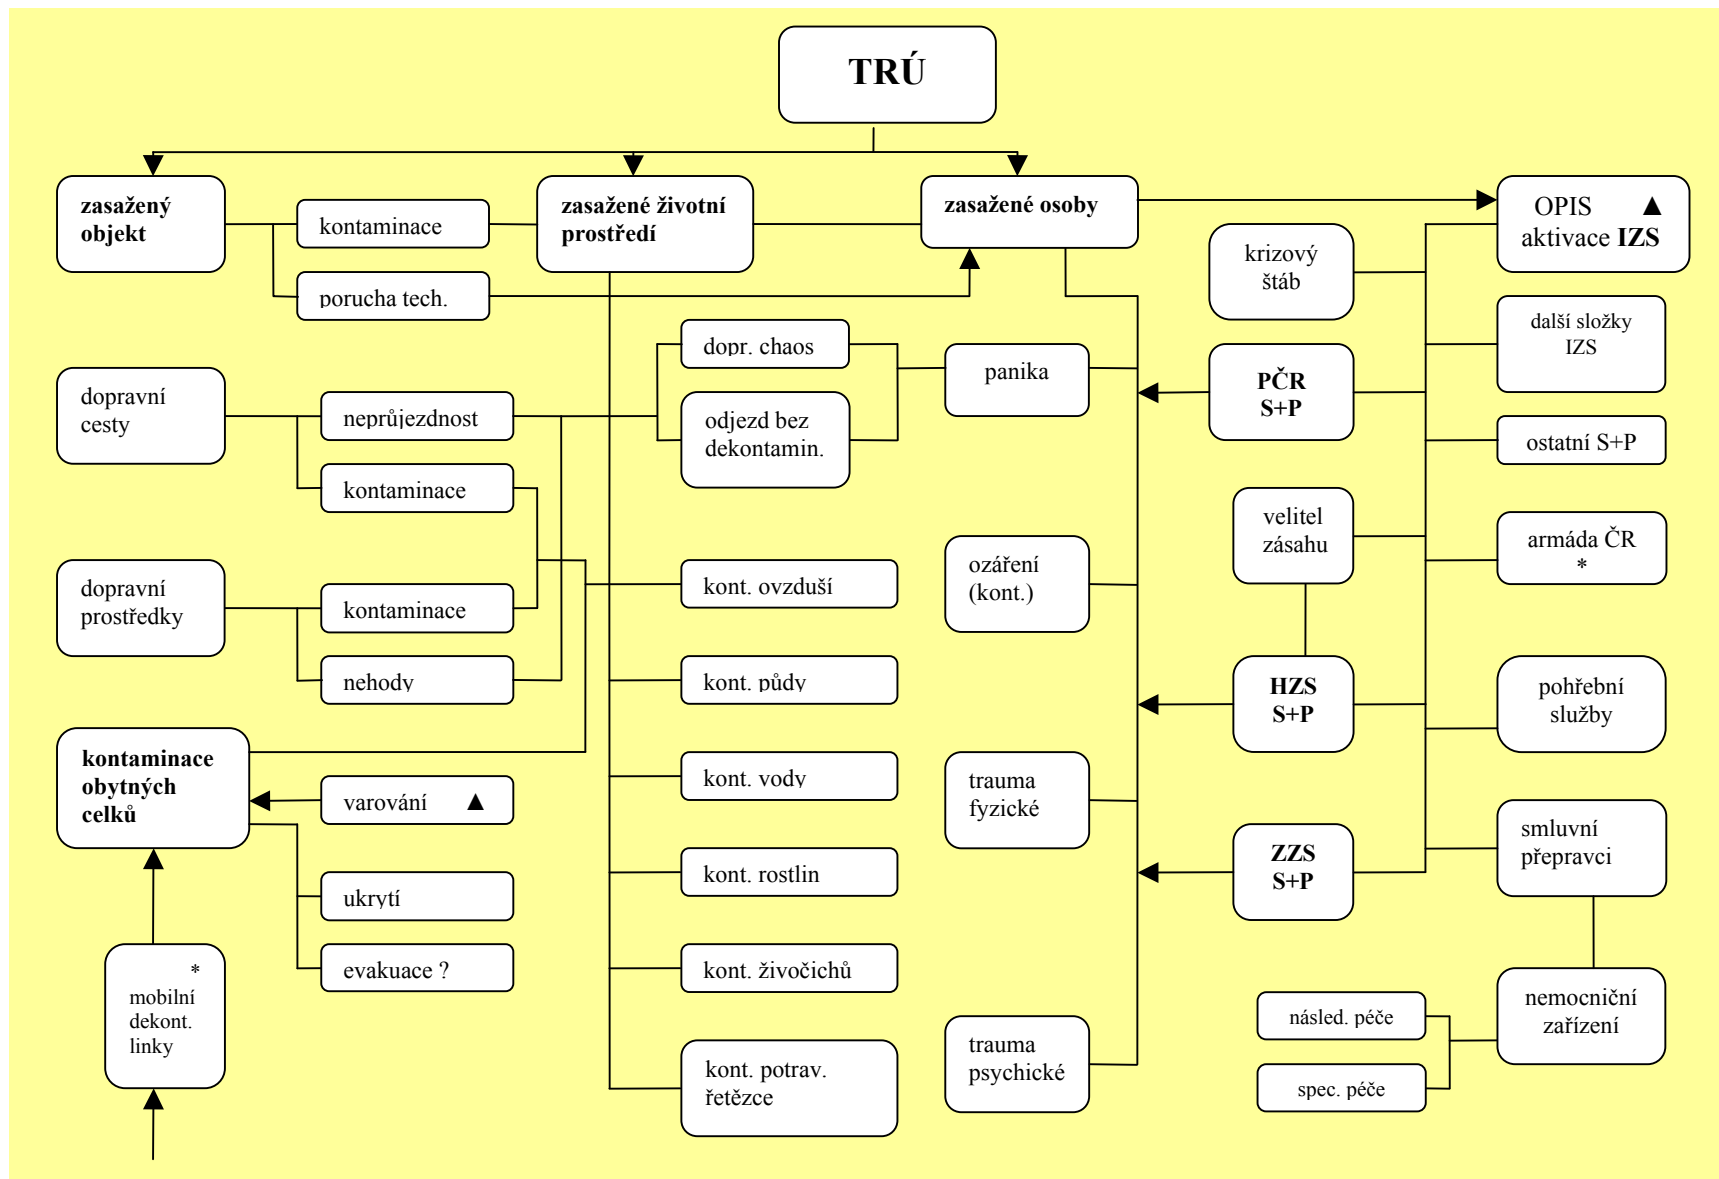 TRÚ
zasažený
objekt
kontaminace
porucha tech.
zasažené životní
prostředí
zasažené osoby
OPIS ▲
aktivace IZS
krizový
štáb
další složky
IZS
dopravní
cesty
neprůjezdnost
kontaminace
dopr. chaos
odjezd bez
dekontamin.
panika
PČR
S+P
ostatní S+P
velitel
zásahu
armáda ČR
*
dopravní
prostředky
kontaminace
nehody
kont. ovzduší
ozáření
(kont.)
kont. půdy
HZS
S+P
pohřební
služby
kontaminace
obytných
celků
varování ▲
ukrytí
evakuace ?
kont. vody
trauma
fyzické
kont. rostlin
ZZS
S+P
smluvní
přepravci
*
mobilní
dekont.
linky
kont. živočichů
kont. potrav.
řetězce
trauma
psychické
násled. péče
spec. péče
nemocniční
zařízení